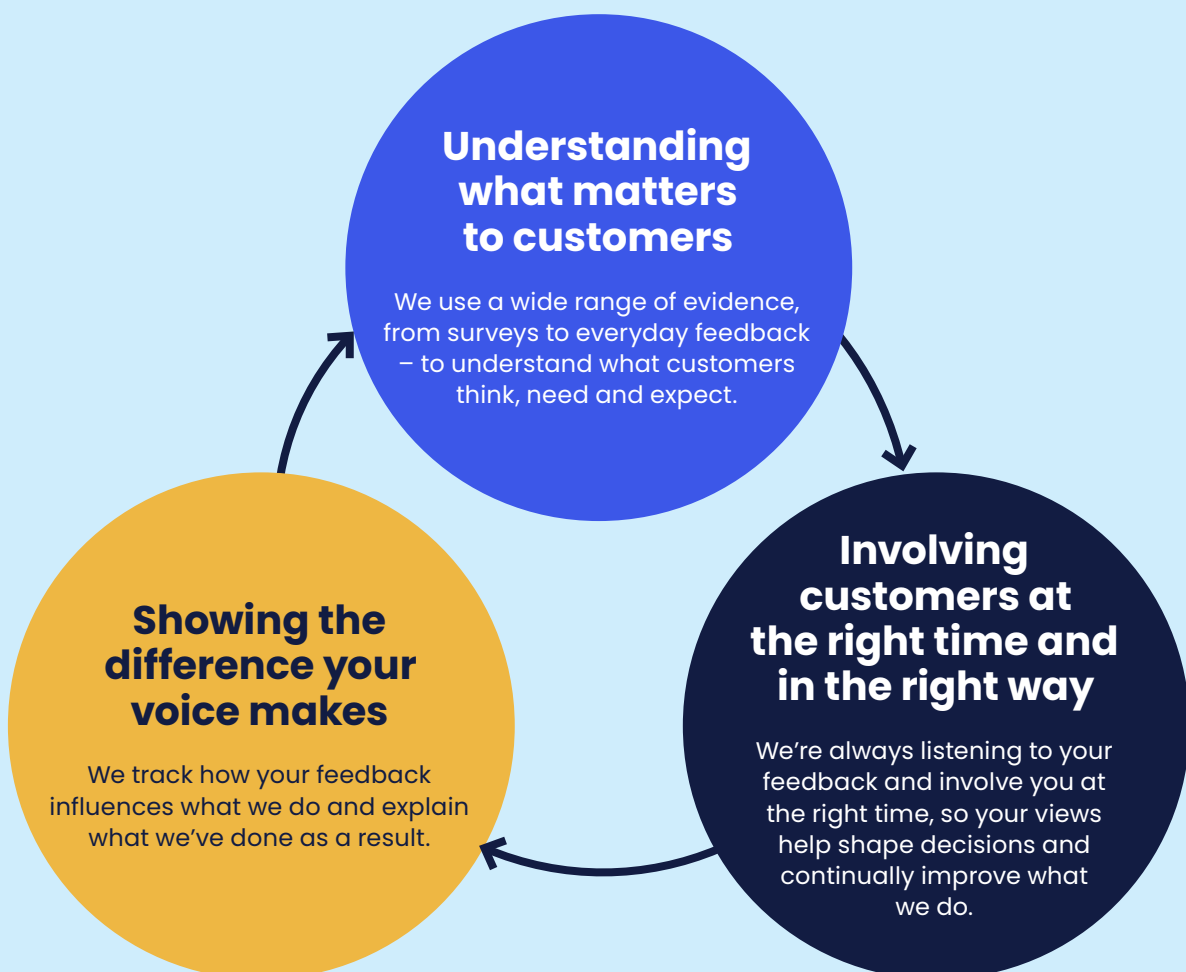 Understanding
what matters
to customers
We use a wide range of evidence,
from surveys to everyday feedback
– to understand what customers
think, need and expect.
Involving
customers at
the right time and
in the right way
We’re always listening to your
feedback and involve you at
the right time, so your views
help shape decisions and
continually improve what
we do.
Showing the
difference your
voice makes
We track how your feedback
influences what we do and explain
what we’ve done as a result.